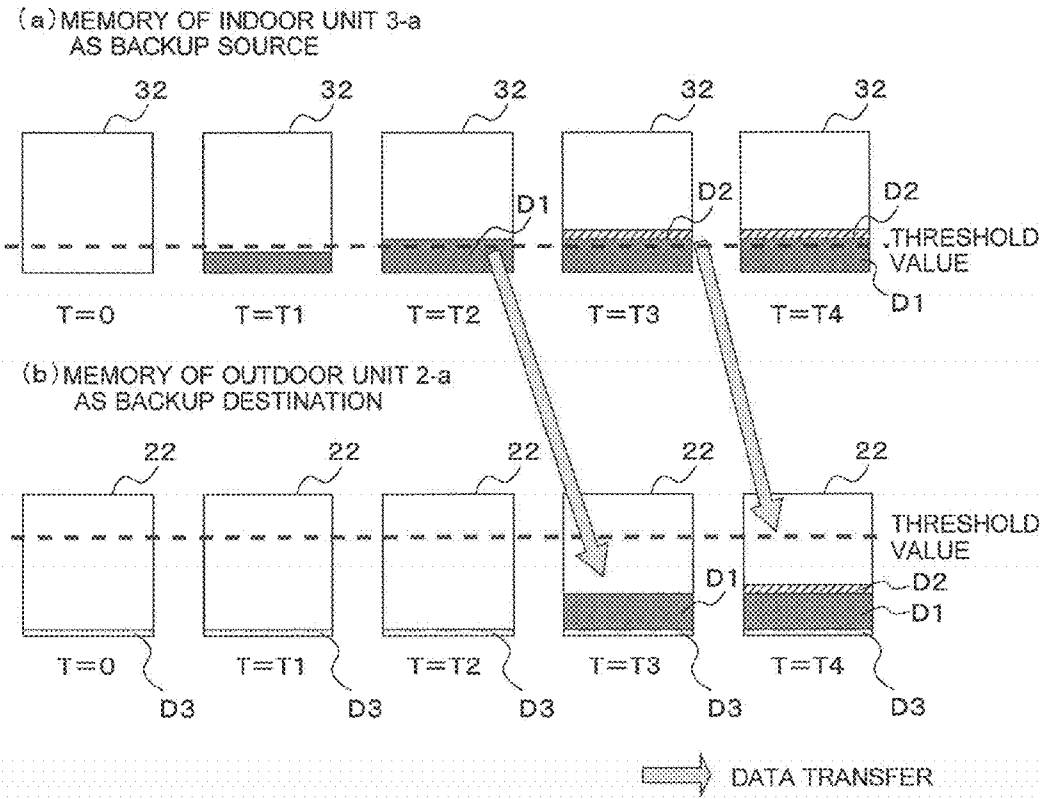 (a) MEMORY OF INDOOR UNIT 3-a
AS BACKUP SOURCE
32 32 32 32 32
D1 D2 D2
THRESHOLD
VALUE
D1
T=0 T=T1 T=T2 T=T3 T=T4
(b) MEMORY OF OUTDOOR UNIT 2-a
AS BACKUP DESTINATION
22 22 22 22 22
THRESHOLD
VALUE
D1 D2
D1
T=0 T=T1 T=T2 T=T3 T=T4
D3 D3 D3 D3 D3
DATA TRANSFER